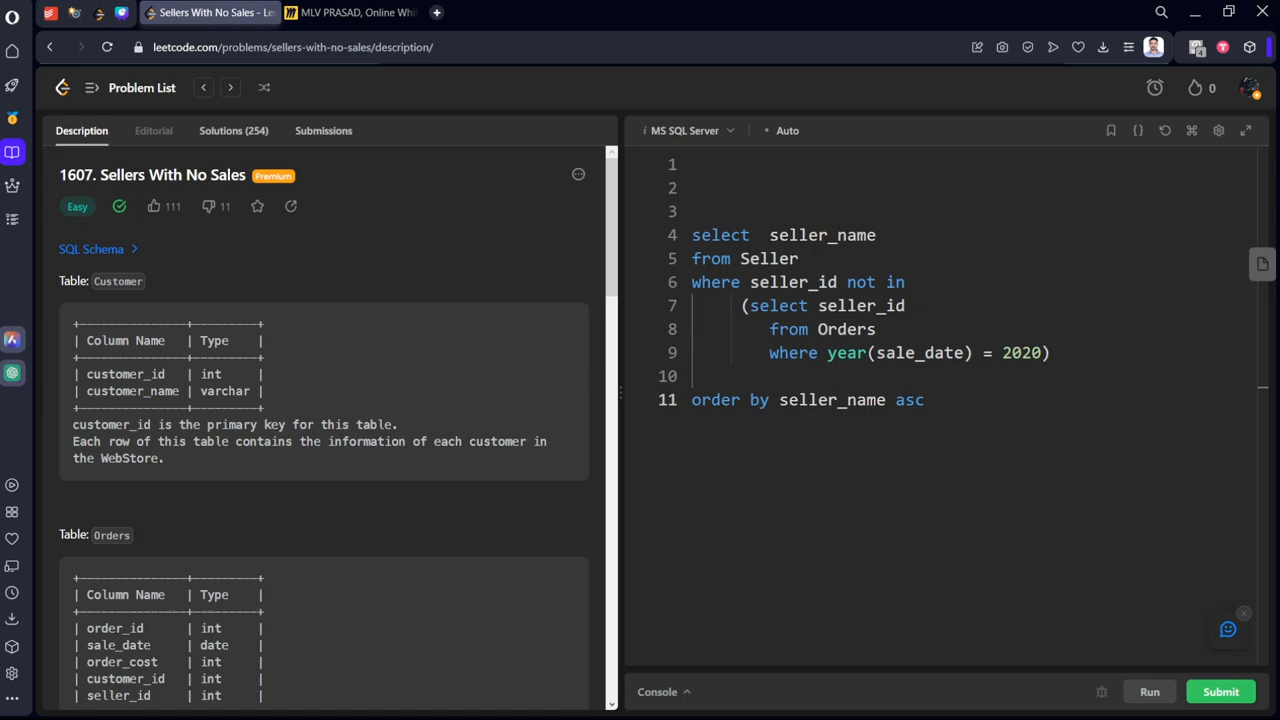 Sellers With No Sales - Le
MLV PRASAD, Online Whi
leetcode.com/problems/sellers-with-no-sales/description/
4
Problem List
0
Description
Editorial
Solutions (254)
Submissions
i MS SQL Server
• Auto
1607. Sellers With No Sales
Premium
Easy
111
11
SQL Schema >
Table: Customer
+--------------+---------+
| Column Name | Type |
+--------------+---------+
| customer_id | int |
| customer_name | varchar |
+--------------+---------+
customer_id is the primary key for this table.
Each row of this table contains the information of each customer in
the WebStore.
Table: Orders
+--------------+---------+
| Column Name | Type |
+--------------+---------+
| order_id | int |
| sale_date | date |
| order_cost | int |
| customer_id | int |
| seller_id | int |
1
2
3
4 select seller_name
5 from Seller
6 where seller_id not in
7 (select seller_id
8 from Orders
9 where year(sale_date) = 2020)
10
11 order by seller_name asc
Console
Run
Submit